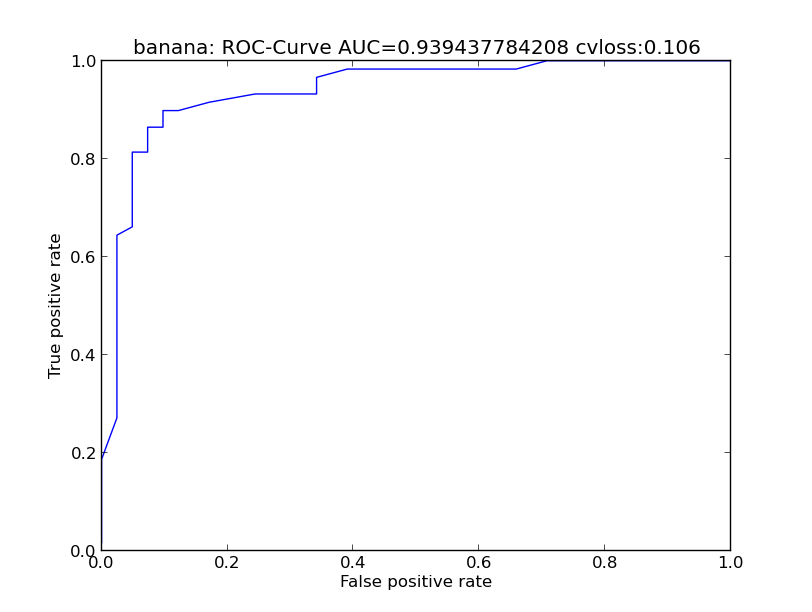 banana: ROC-Curve AUC=0.939437784208 cvloss:0.106
1.0
0.8
0.6
0.4
0.2
0.0
True positive rate
0.0 0.2 0.4 0.6 0.8 1.0
False positive rate